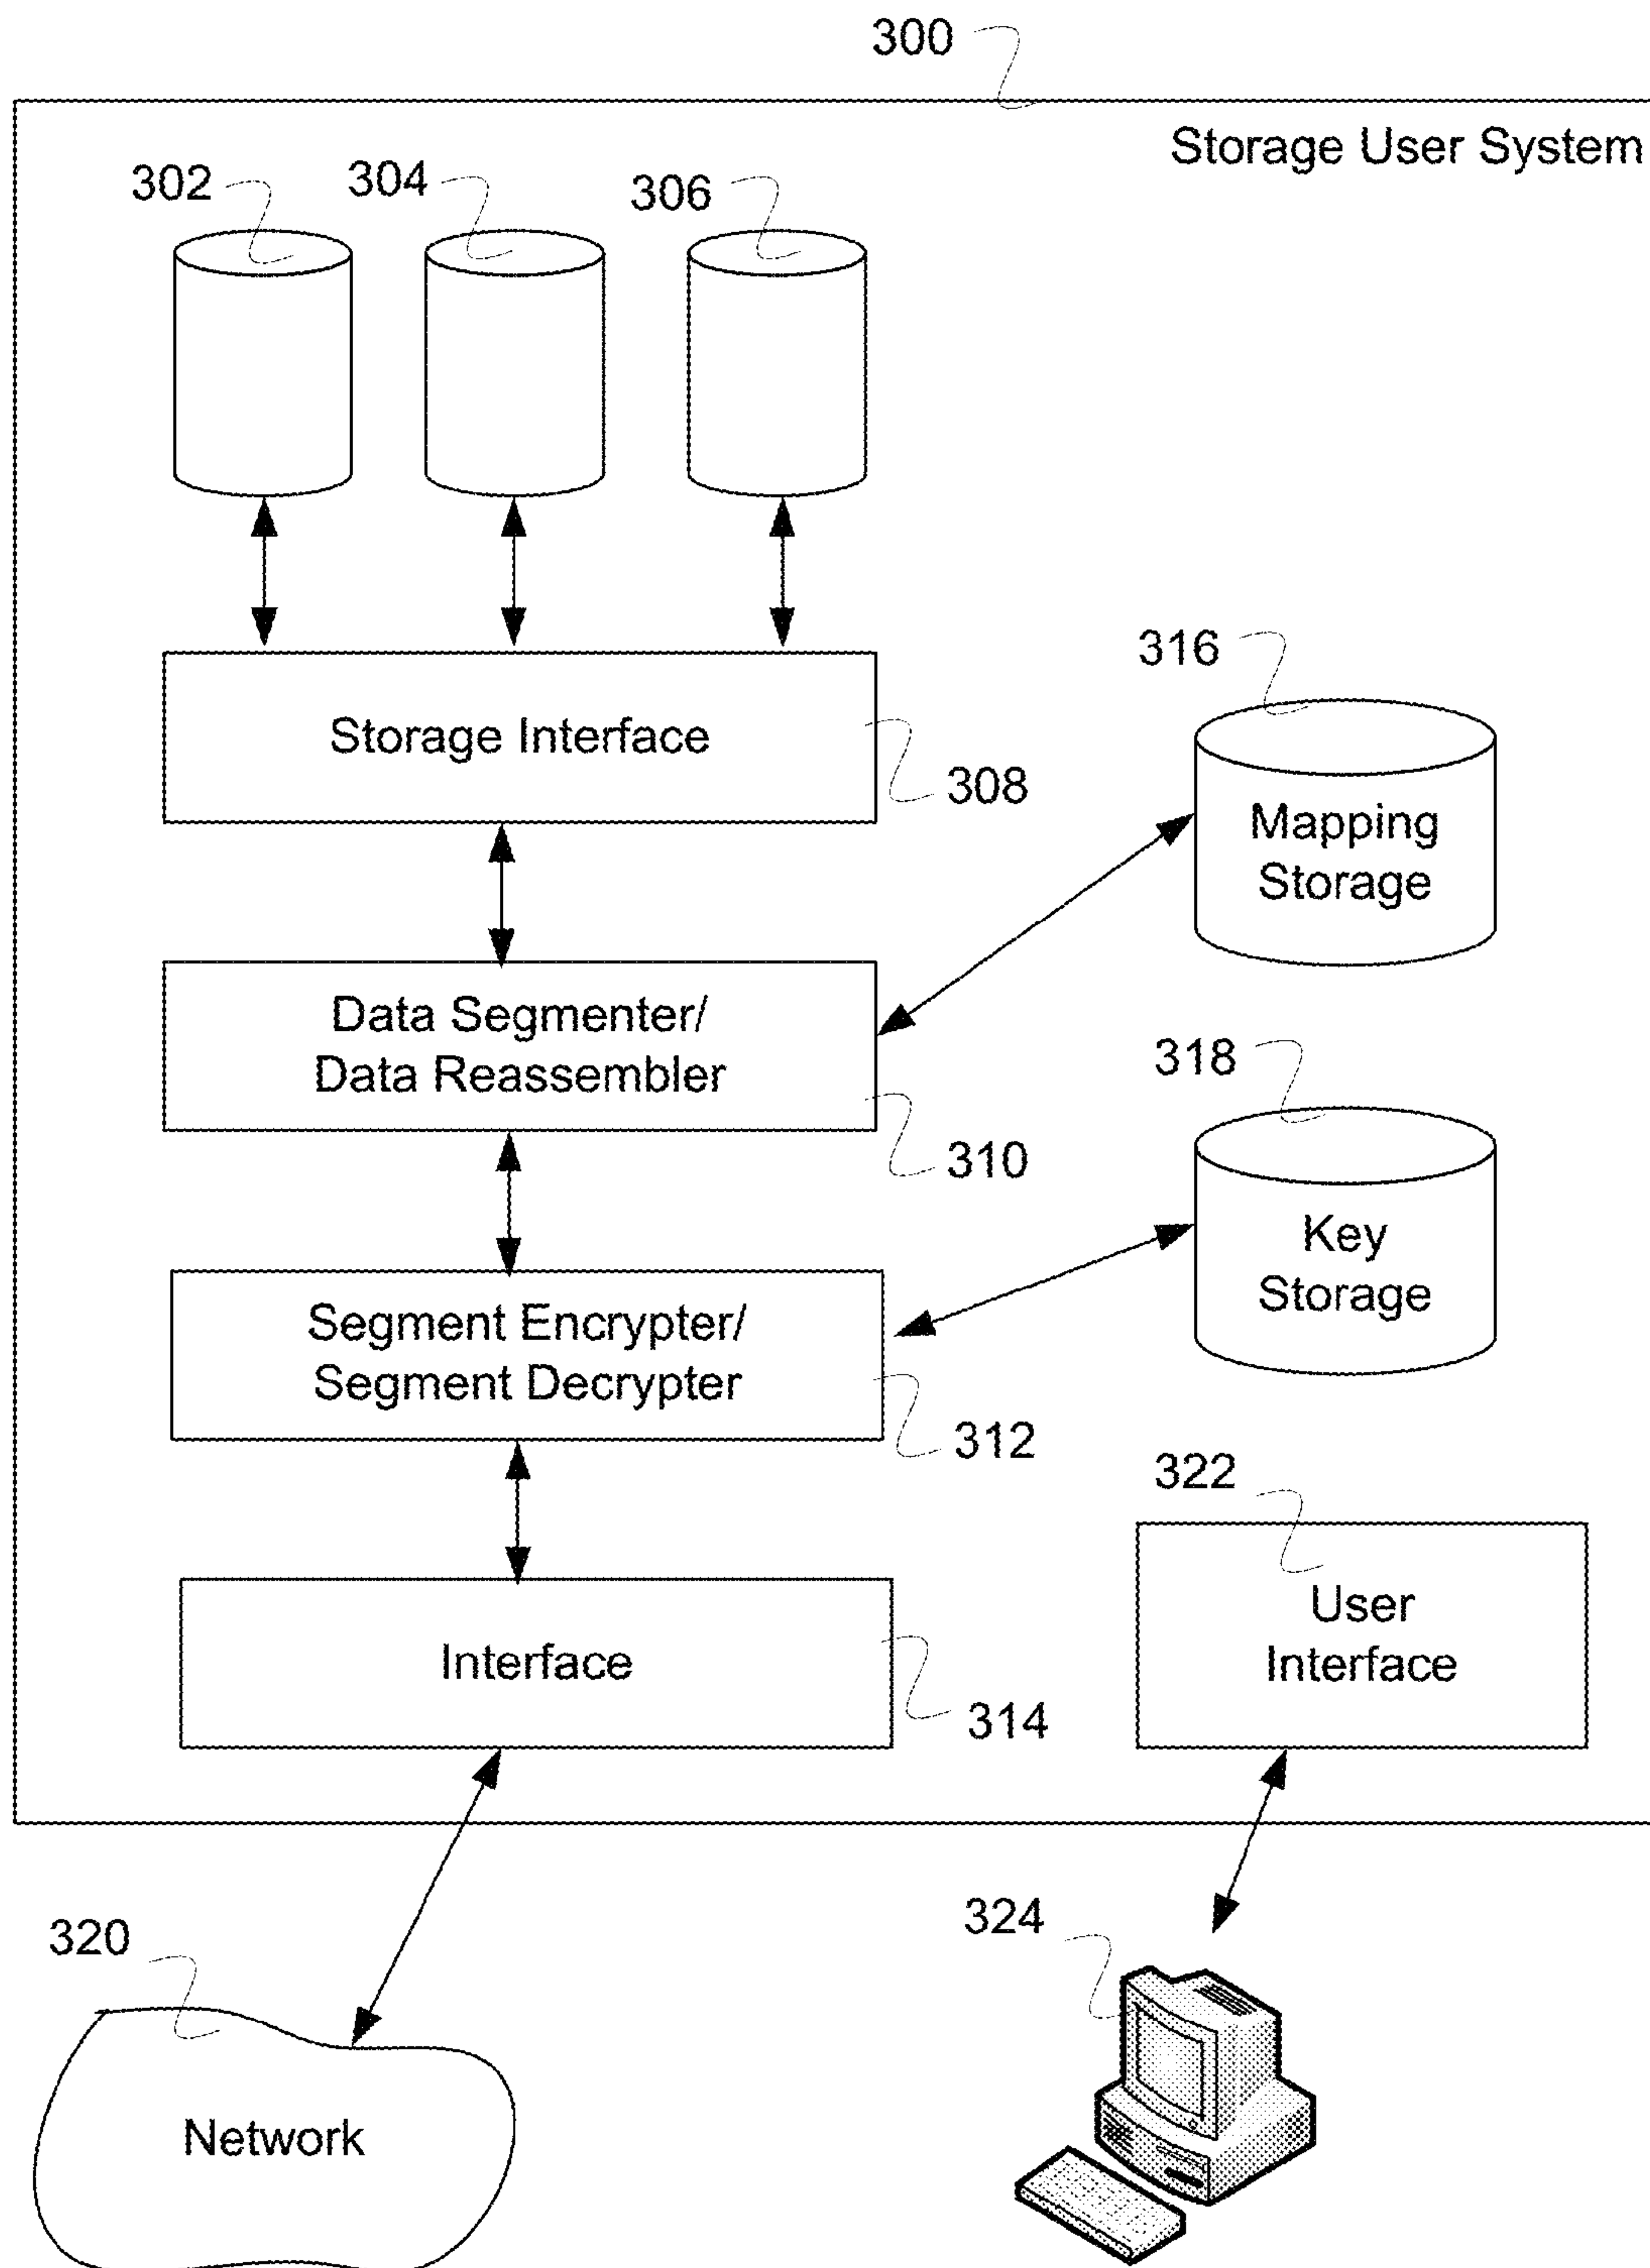 300
Storage User System
302
304
306
Storage Interface
308
316
Mapping
Storage
Data Segmenter/
Data Reassembler
310
318
Key
Storage
Segment Encrypter/
Segment Decrypter
312
322
User
Interface
Interface
314
320
Network
324